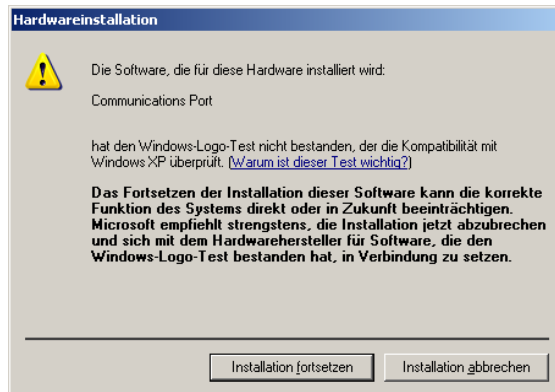 Hardwareinstallation
Die Software, die für diese Hardware installiert wird:
Communications Port
hat den Windows-Logo-Test nicht bestanden, der die Kompatibilität mit
Windows XP überprüft. (Warum ist dieser Test wichtig?)
Das Fortsetzen der Installation dieser Software kann die korrekte
Funktion des Systems direkt oder in Zukunft beeinträchtigen.
Microsoft empfiehlt strengstens, die Installation jetzt abzubrechen
und sich mit dem Hardwarehersteller für Software, die den
Windows-Logo-Test bestanden hat, in Verbindung zu setzen.
Installation fortsetzen
Installation abbrechen